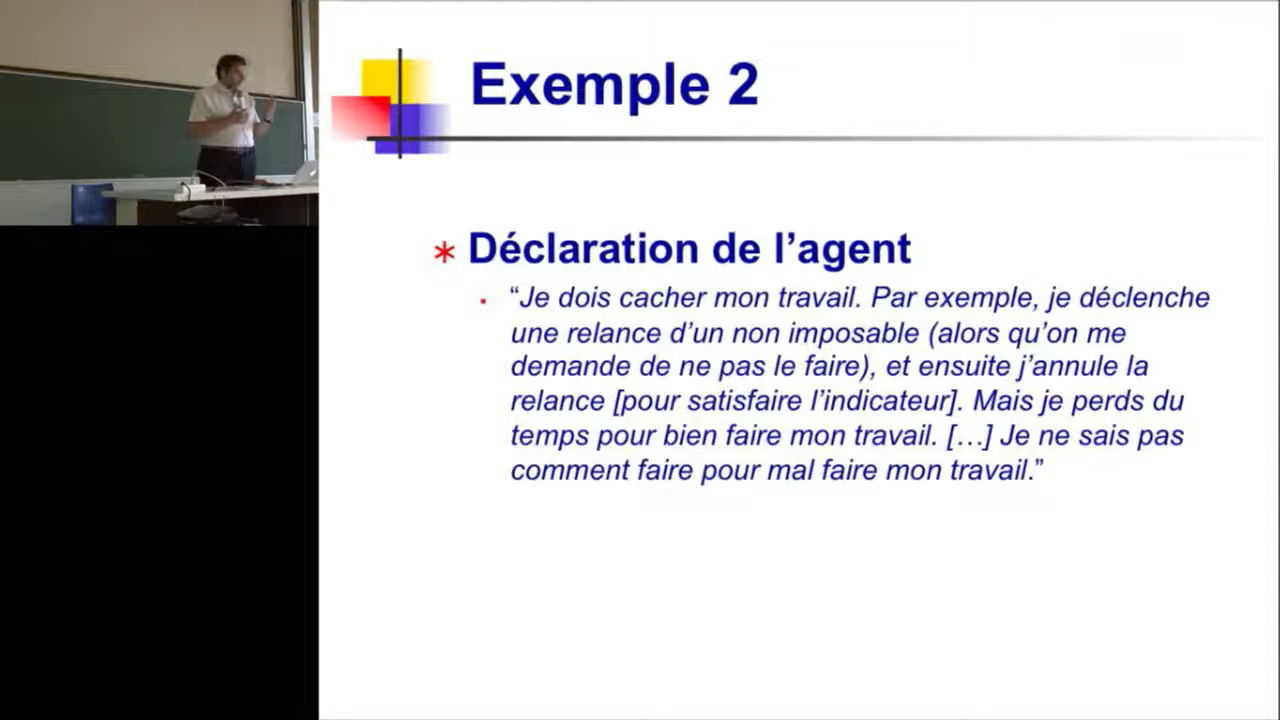 Exemple 2
Déclaration de l’agent
“Je dois cacher mon travail. Par exemple, je déclenche
une relance d’un non imposable (alors qu’on me
demande de ne pas le faire), et ensuite j’annule la
relance [pour satisfaire l’indicateur]. Mais je perds du
temps pour bien faire mon travail. […] Je ne sais pas
comment faire pour mal faire mon travail.”